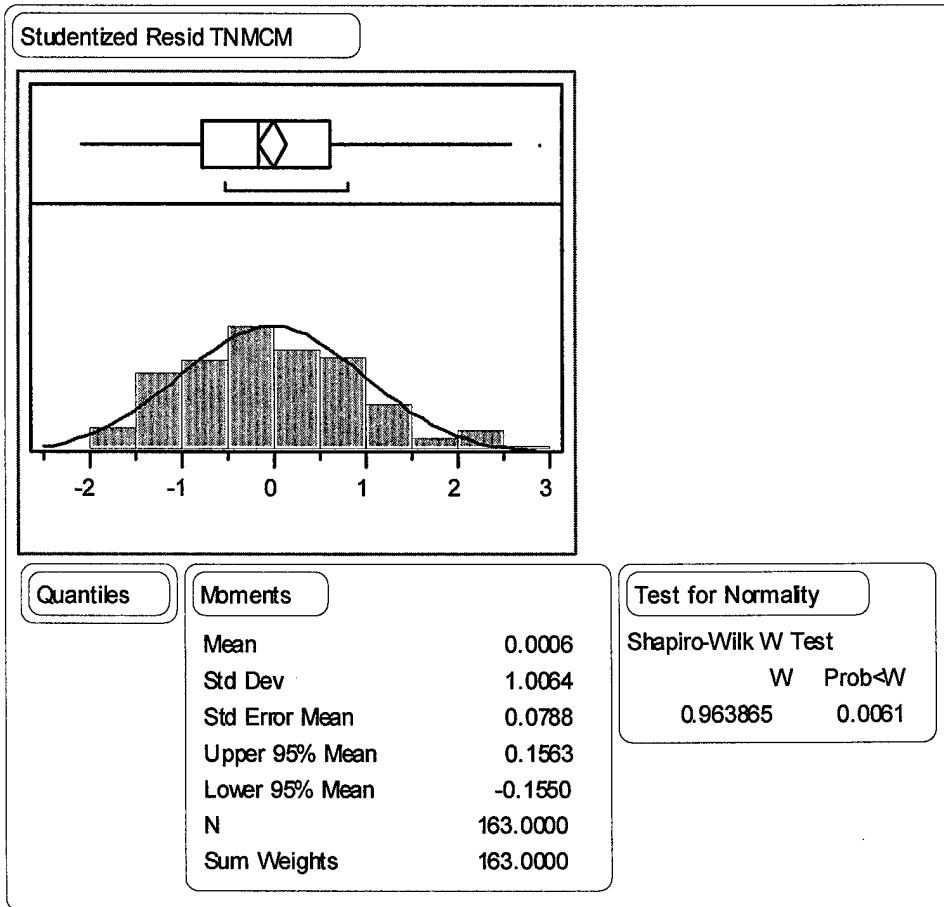 Studentized Resid TNMCM
-2 -1 0 1 2 3
Quantiles
Moments
Mean 0.0006
Std Dev 1.0064
Std Error Mean 0.0788
Upper 95% Mean 0.1563
Lower 95% Mean -0.1550
N 163.0000
Sum Weights 163.0000
Test for Normality
Shapiro-Wilk W Test
W Prob<W
0.963865 0.0061